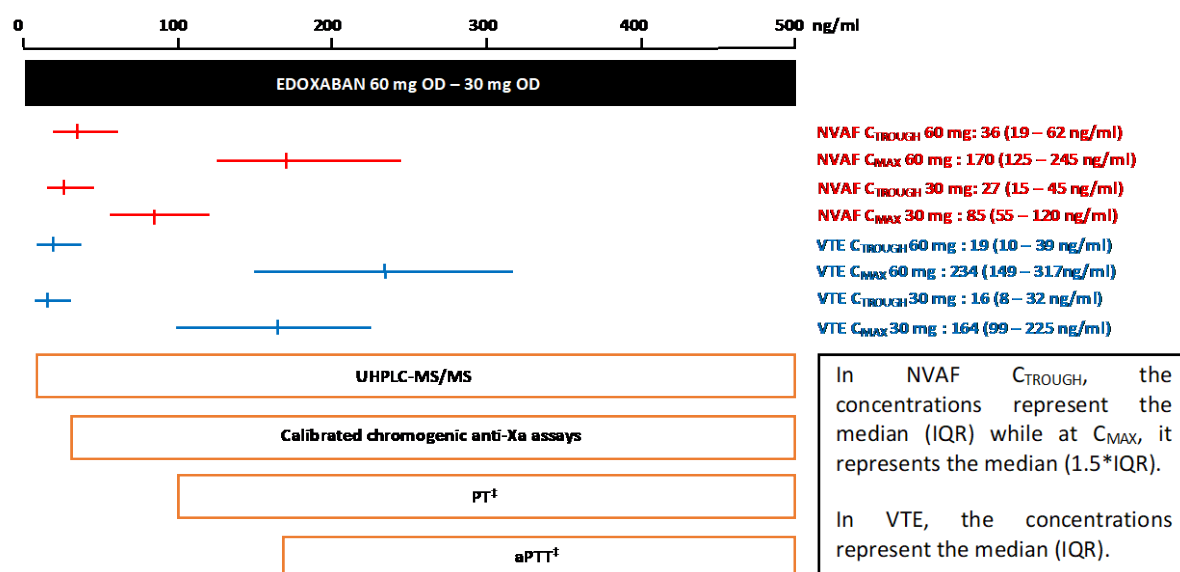 0 100 200 300 400 500 ng/ml
EDOXABAN 60 mg OD – 30 mg OD
NVAF CTROUGH 60 mg: 36 (19 – 62 ng/ml)
NVAF CMAX 60 mg : 170 (125 – 245 ng/ml)
NVAF CTROUGH 30 mg: 27 (15 – 45 ng/ml)
NVAF CMAX 30 mg : 85 (55 – 120 ng/ml)
VTE CTROUGH 60 mg : 19 (10 – 39 ng/ml)
VTE CMAX 60 mg : 234 (149 – 317ng/ml)
VTE CTROUGH 30 mg : 16 (8 – 32 ng/ml)
VTE CMAX 30 mg : 164 (99 – 225 ng/ml)
UHPLC-MS/MS
Calibrated chromogenic anti-Xa assays
PT‡
aPTT‡
In NVAF CTROUGH, the
concentrations represent the
median (IQR) while at CMAX, it
represents the median (1.5*IQR).
In VTE, the concentrations
represent the median (IQR).